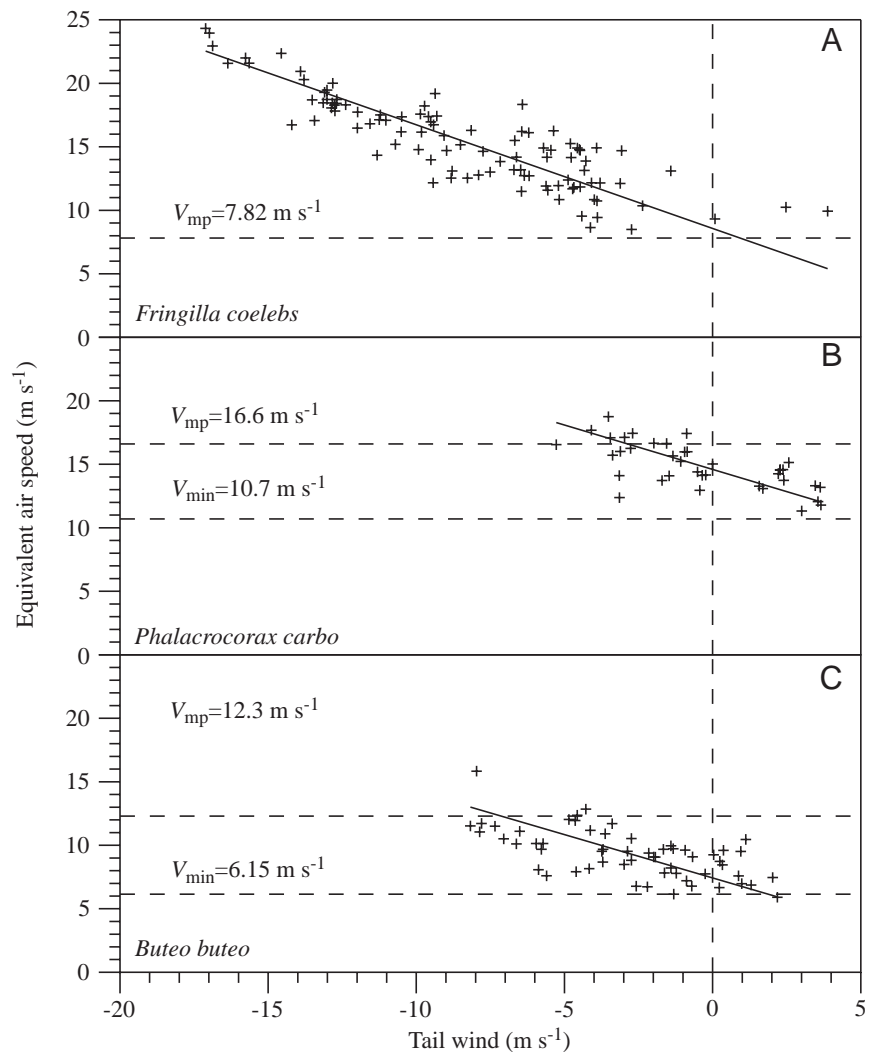 25
20
15
10
5
0
A
Vmp=7.82 m s-1
Fringilla coelebs
20
15
10
5
0
B
Vmp=16.6 m s-1
Vmin=10.7 m s-1
Phalacrocorax carbo
20
15
10
5
0
C
Vmp=12.3 m s-1
Vmin=6.15 m s-1
Buteo buteo
Equivalent air speed (m s-1)
-20 -15 -10 -5 0 5
Tail wind (m s-1)